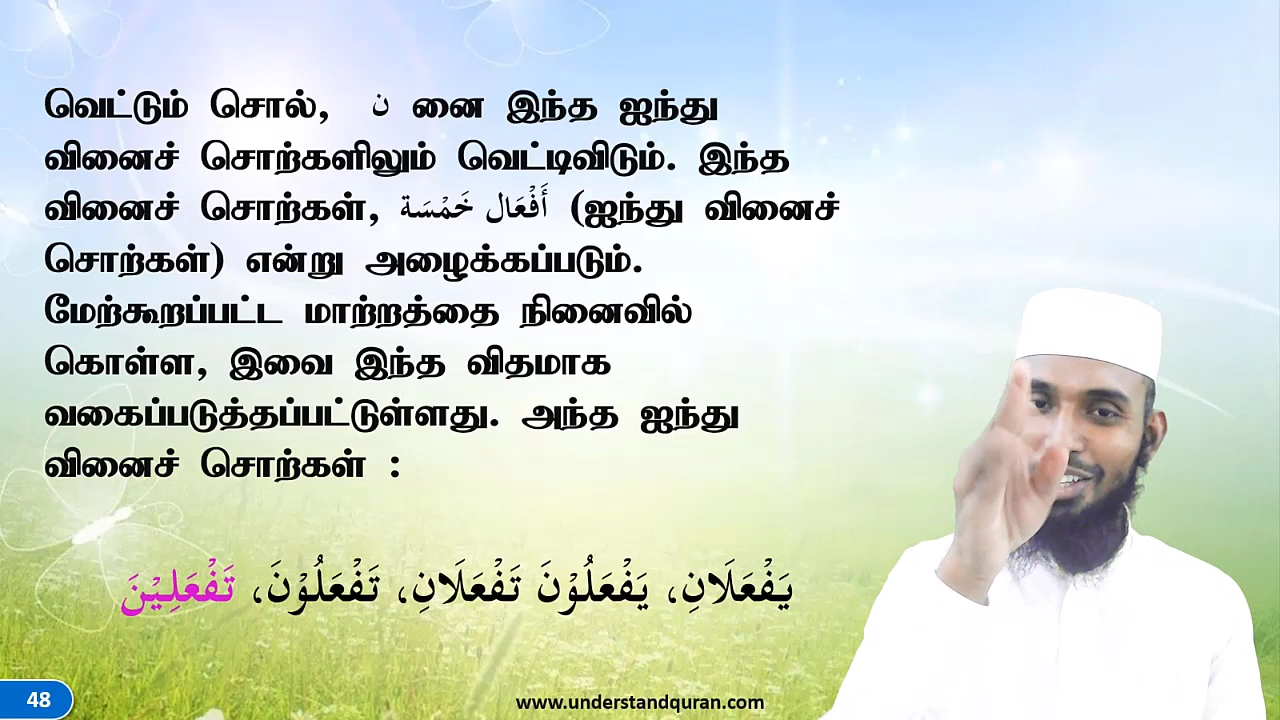 வெட்டும் சொல், ن னை இந்த ஐந்து
வினைச் சொற்களிலும் வெட்டிவிடும். இந்த
வினைச் சொற்கள், أَفْعَال خَمْسَة (ஐந்து வினைச்
சொற்கள்) என்று அழைக்கப்படும்.
மேற்கூறப்பட்ட மாற்றத்தை நினைவில்
கொள்ள, இவை இந்த விதமாக
வகைப்படுத்தப்பட்டுள்ளது. அந்த ஐந்து
வினைச் சொற்கள் :
يَفْعَلَانِ، يَفْعَلُوْنَ تَفْعَلَانِ، تَفْعَلُوْنَ، تَفْعَلِيْنَ
48
www.understandquran.com